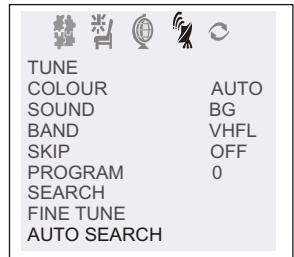 TUNE
COLOUR AUTO
SOUND BG
BAND VHFL
SKIP OFF
PROGRAM 0
SEARCH
FINE TUNE
AUTO SEARCH